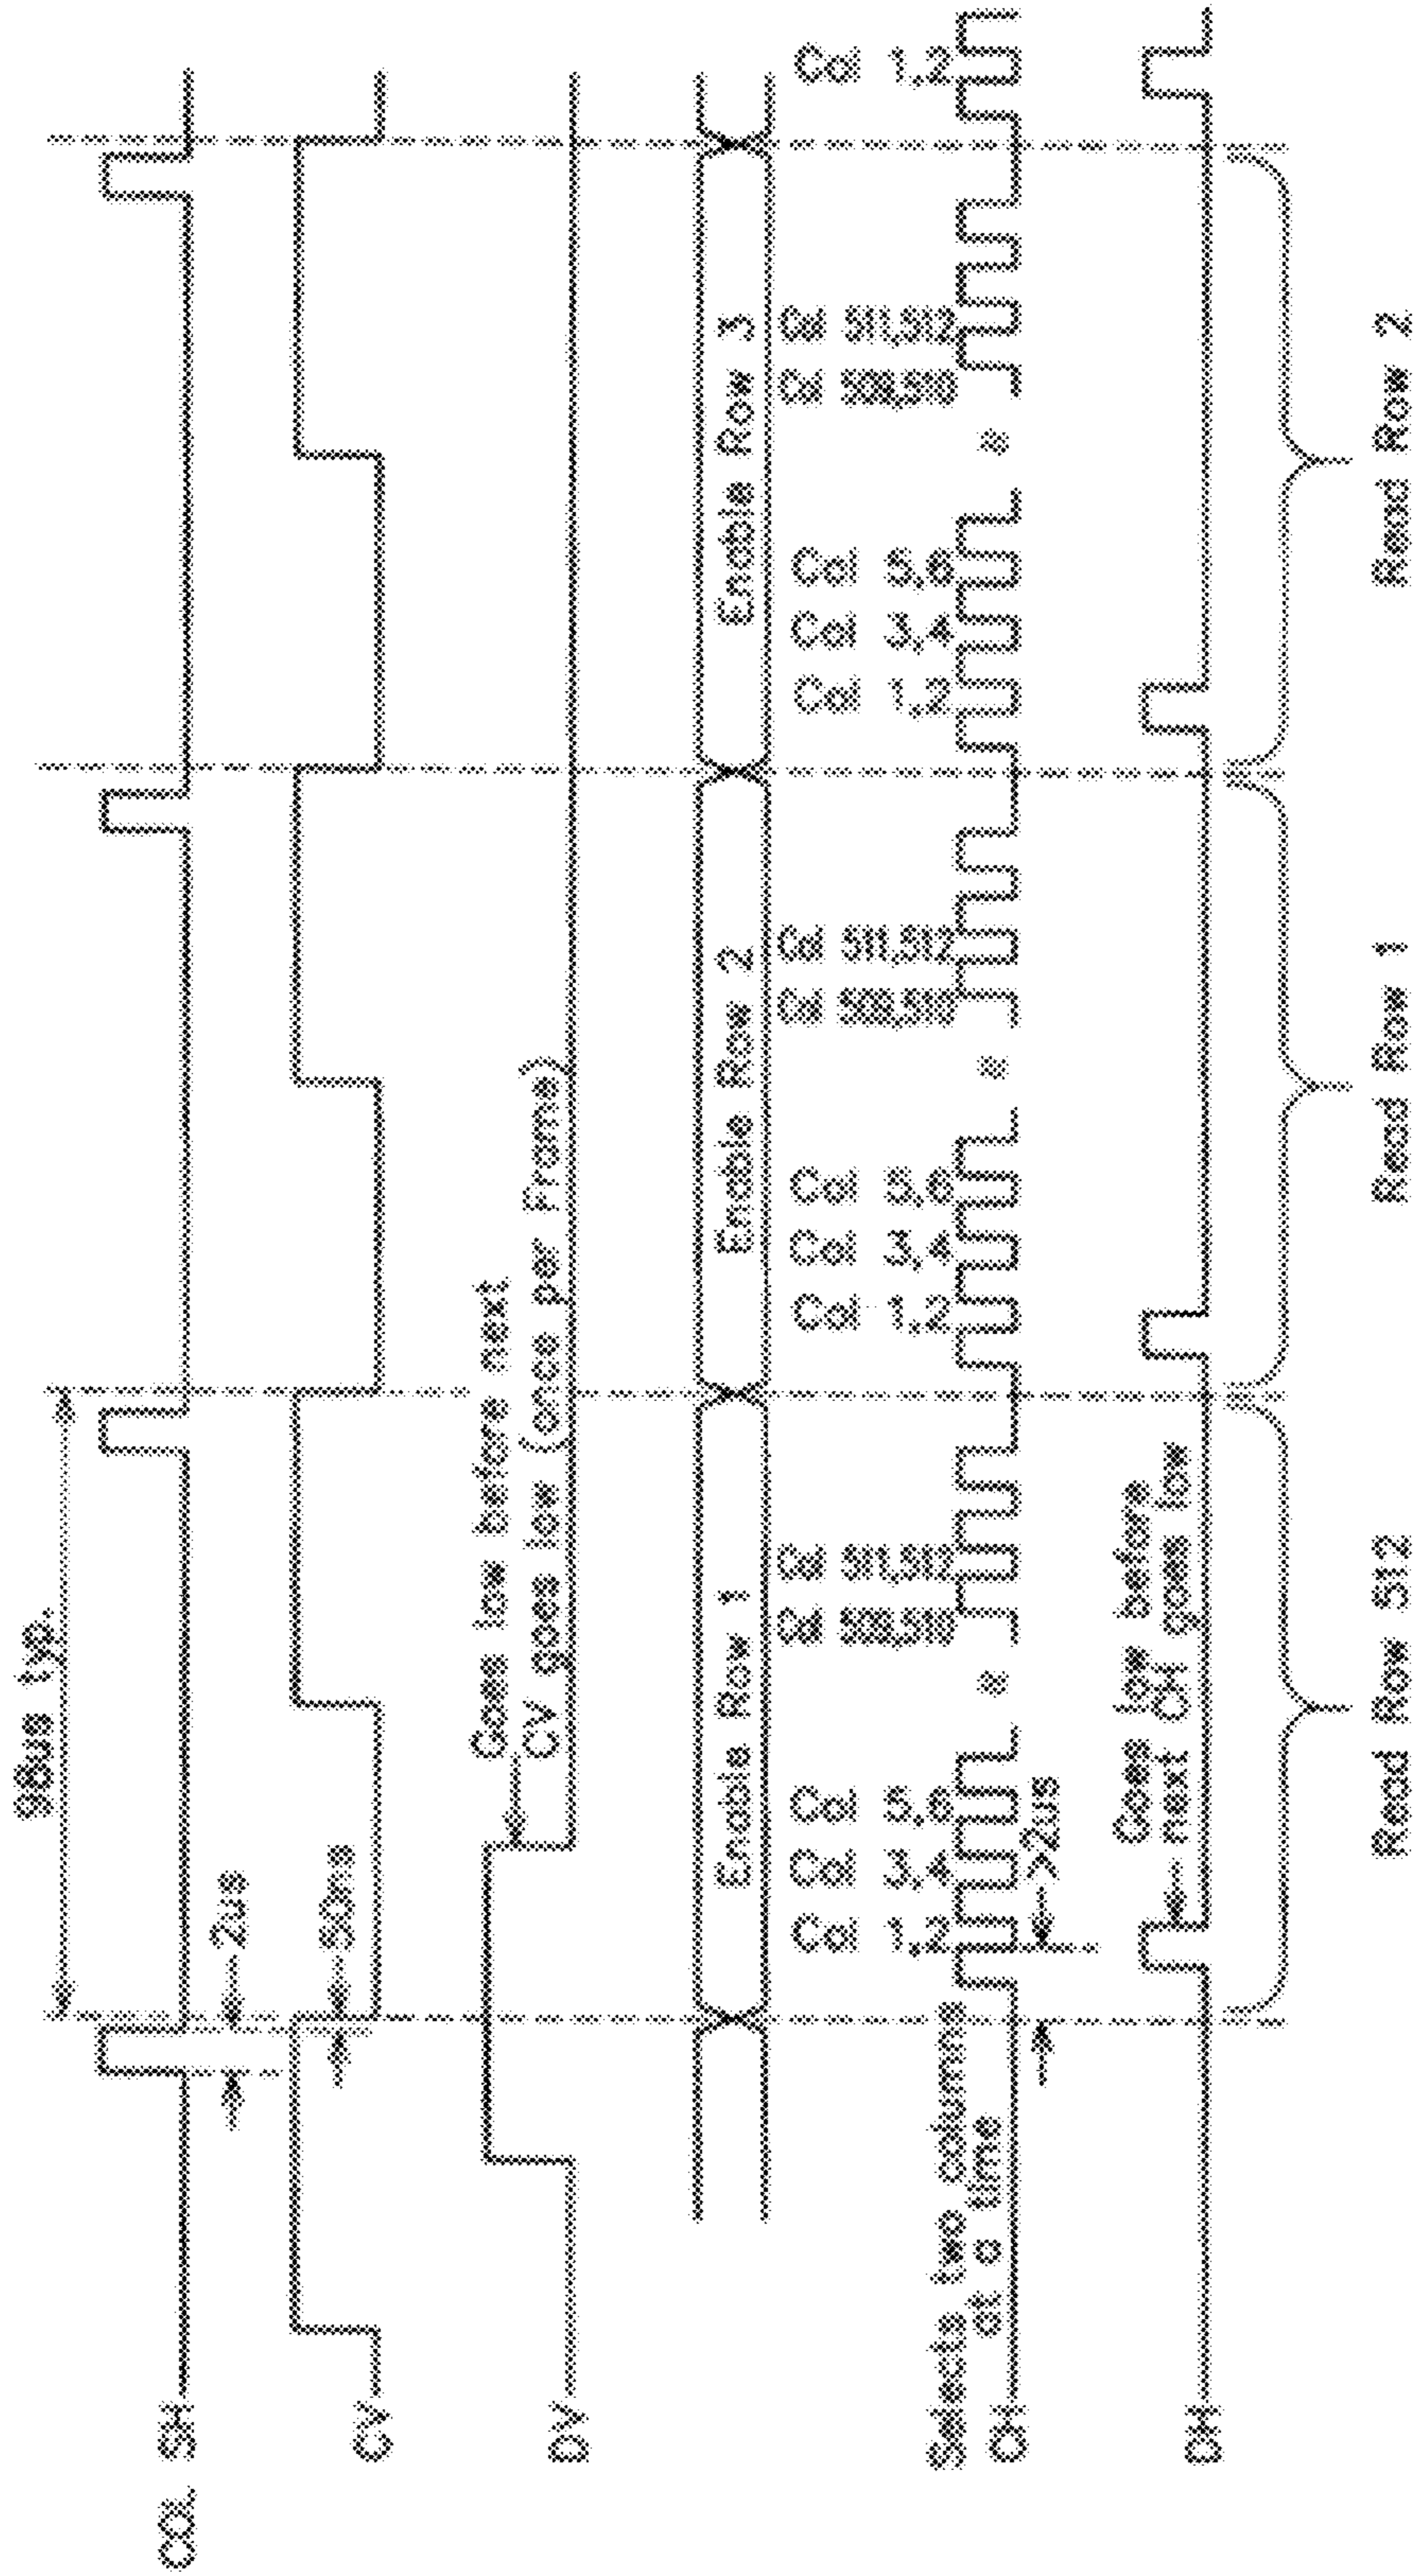 98us typ.
COL SH
2us
CV
50ns
Goes low before next
CV goes low (once per Frame)
DV
Enable Row 1
Enable Row 2
Enable Row 3
Col 1,2
Col 3,4
Col 5,6
Col 509,510
Col 511,512
Col 1,2
Col 3,4
Col 5,6
Col 509,510
Col 511,512
Col 1,2
Col 3,4
Col 5,6
Col 509,510
Col 511,512
Col 1,2
Selects two columns
at a time
CH
>2us
Goes low before
next CH goes low
DH
Read Row 512
Read Row 1
Read Row 2